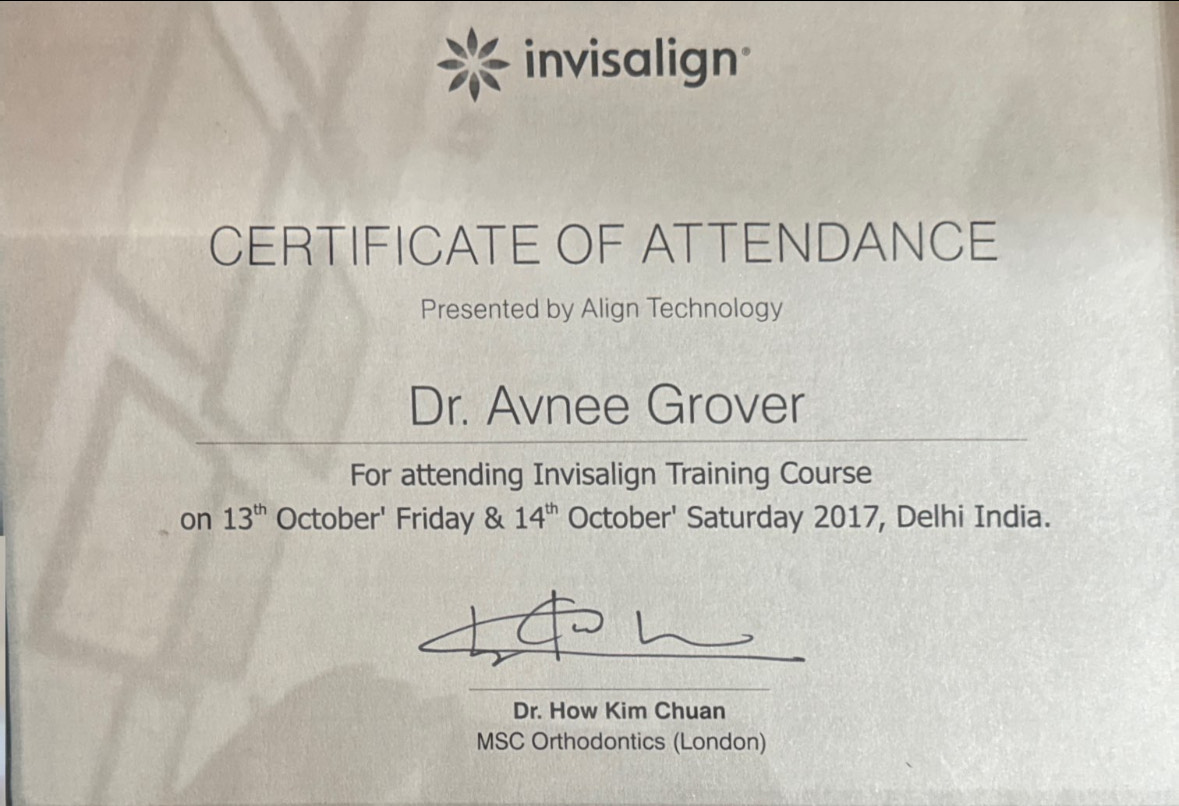 invisalign®
CERTIFICATE OF ATTENDANCE
Presented by Align Technology
Dr. Avnee Grover
For attending Invisalign Training Course
on 13th October' Friday & 14th October' Saturday 2017, Delhi India.
Dr. How Kim Chuan
MSC Orthodontics (London)